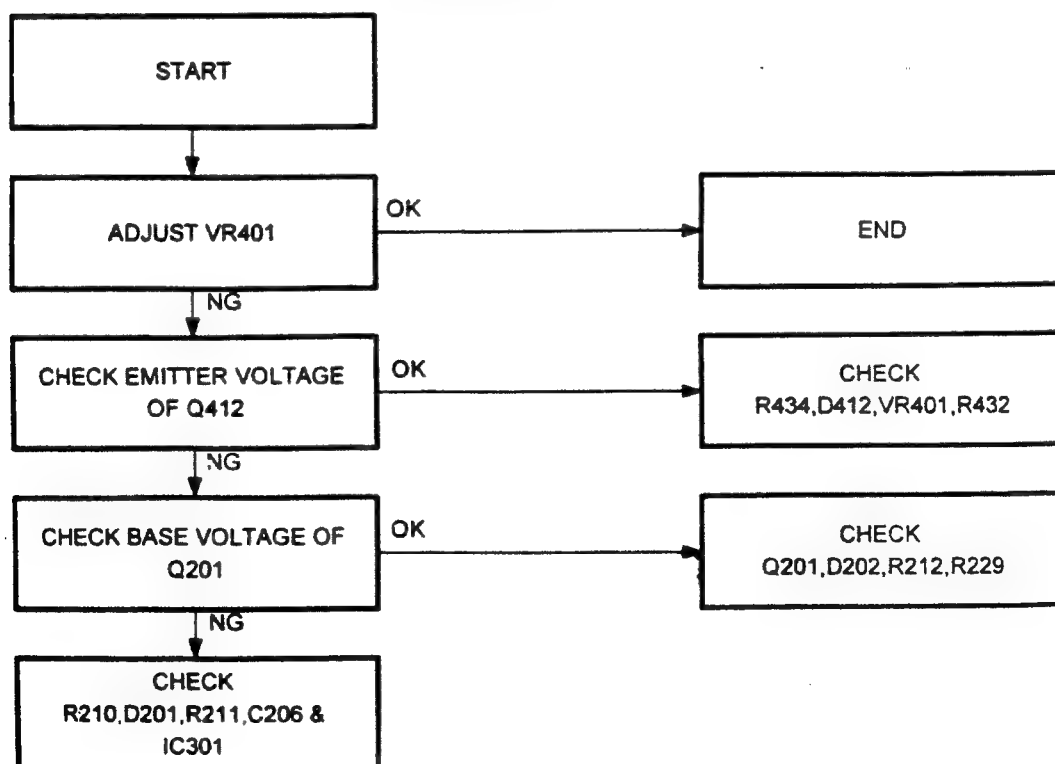 START
ADJUST VR401
OK
END
NG
CHECK EMITTER VOLTAGE
OF Q412
OK
CHECK
R434,D412,VR401,R432
NG
CHECK BASE VOLTAGE OF
Q201
OK
CHECK
Q201,D202,R212,R229
NG
CHECK
R210,D201,R211,C206 &
IC301